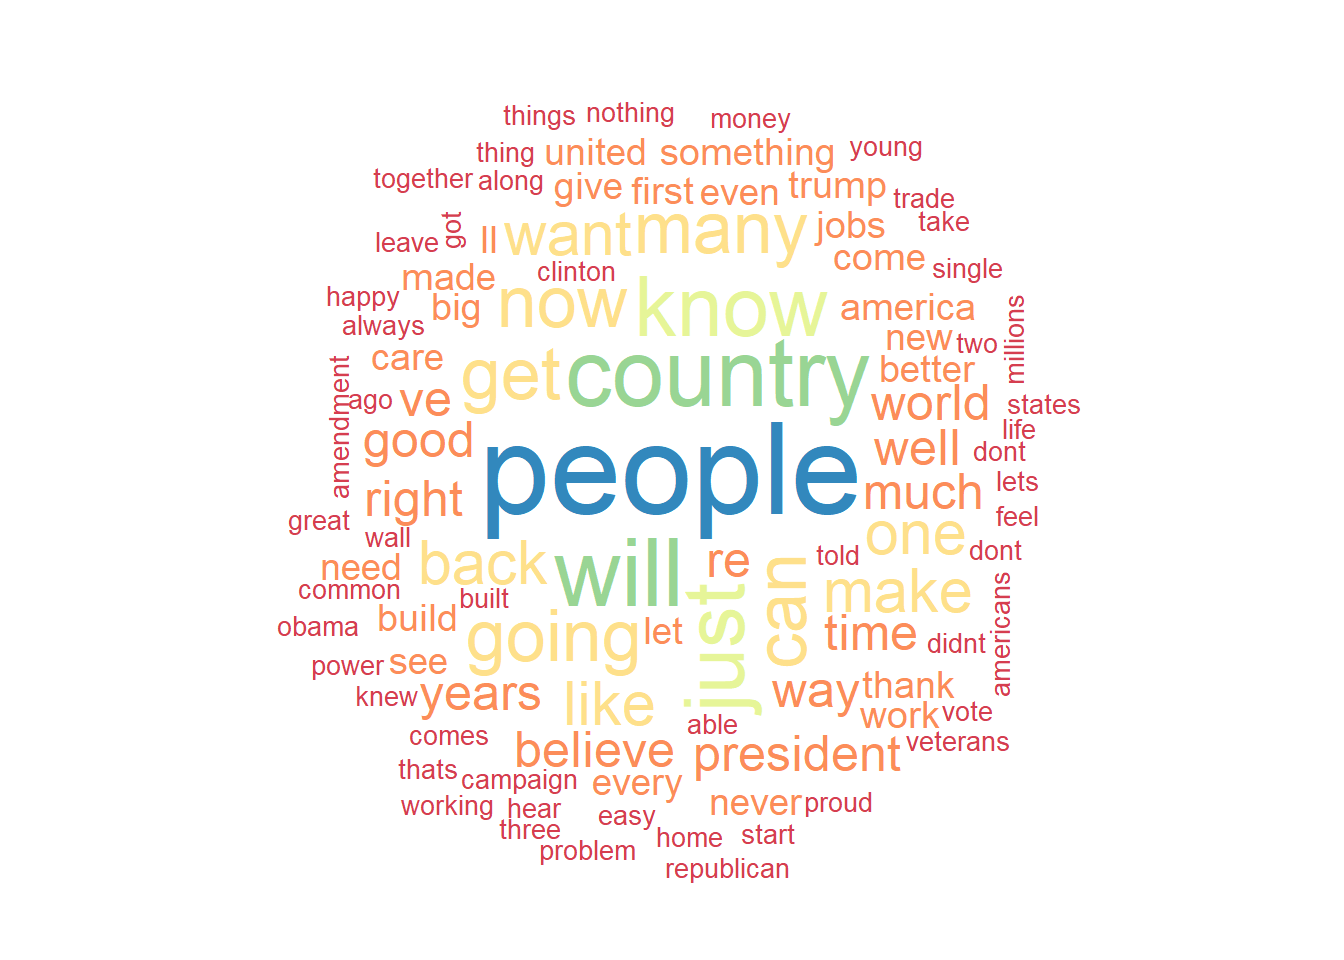 things nothing money
thing united something young
together along give first even trump trade
leave got ll want many jobs take
made clinton come single
happy big now know america
always new two millions
care get country better
amendment ago ve world states
good people well life dont
right much lets
great wall one feel
need back will re told dont
common built just can make
obama build going let time didnt americans
power see
knew years like way thank
able work vote
comes believe president veterans
thats campaign every
working hear never proud
three easy home start
problem
republican